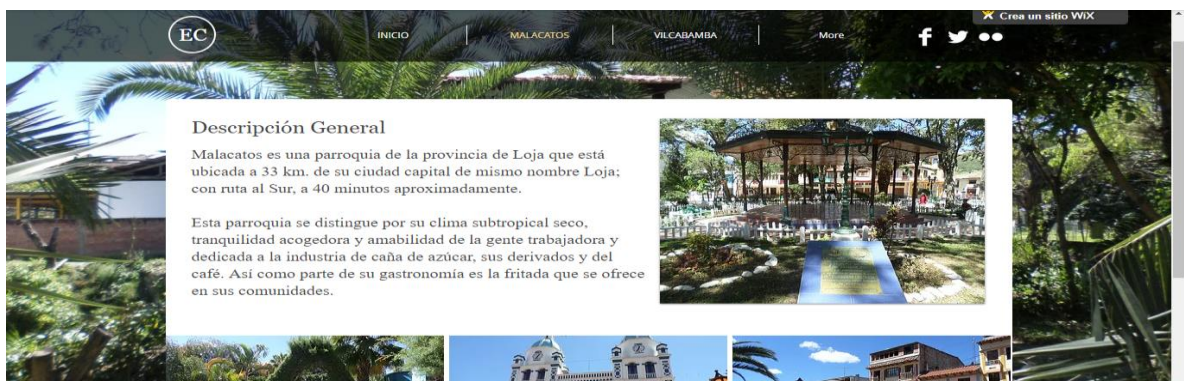 Crea un sitio WiX
EC
INICIO
MALACATOS
VILCABAMBA
More
Descripción General
Malacatos es una parroquia de la provincia de Loja que está
ubicada a 33 km. de su ciudad capital de mismo nombre Loja;
con ruta al Sur, a 40 minutos aproximadamente.
Esta parroquia se distingue por su clima subtropical seco,
tranquilidad acogedora y amabilidad de la gente trabajadora y
dedicada a la industria de caña de azúcar, sus derivados y del
café. Así como parte de su gastronomía es la fritada que se ofrece
en sus comunidades.